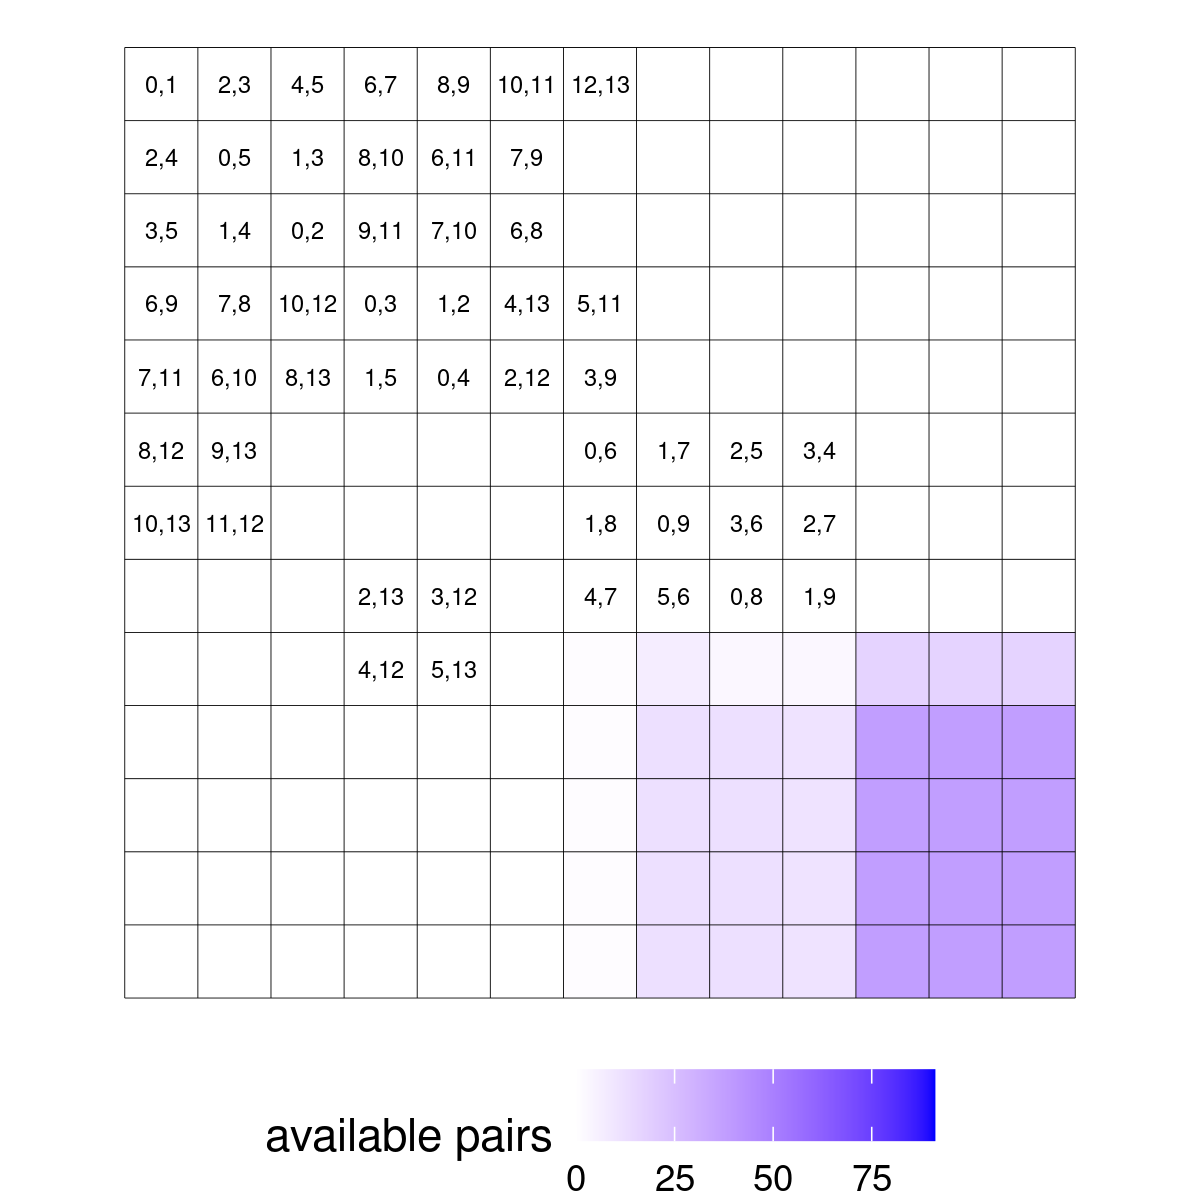 0,1 2,3 4,5 6,7 8,9 10,11 12,13
2,4 0,5 1,3 8,10 6,11 7,9
3,5 1,4 0,2 9,11 7,10 6,8
6,9 7,8 10,12 0,3 1,2 4,13 5,11
7,11 6,10 8,13 1,5 0,4 2,12 3,9
8,12 9,13 0,6 1,7 2,5 3,4
10,13 11,12 1,8 0,9 3,6 2,7
2,13 3,12 4,7 5,6 0,8 1,9
4,12 5,13
available pairs
0 25 50 75